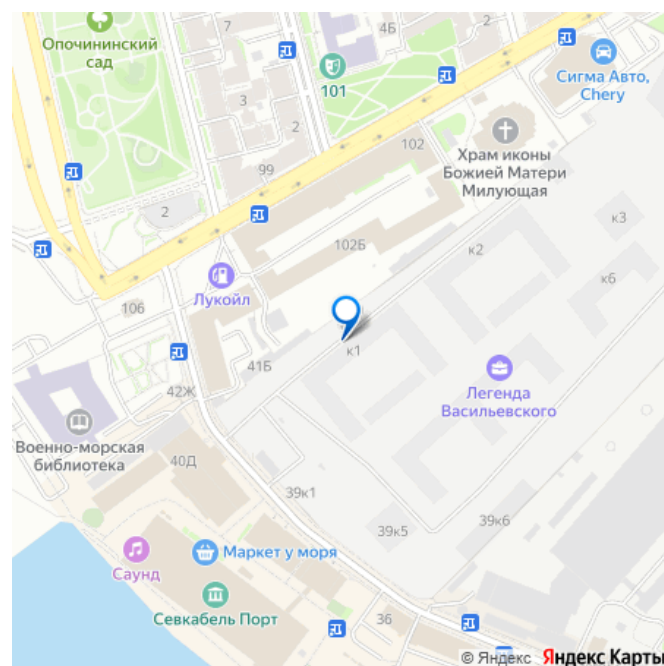 Опочининский
сад
7
4Б
101
3
2
99
102
Сигма Авто,
Chery
Храм иконы
Божией Матери
Милующая
2
к3
к2
102Б
к6
Лукойл
106
к1
41Б
Легенда
Васильевского
42Ж
Военно-морская
библиотека
40Д
39к1
39к5
39к6
Маркет у моря
Саунд
Севкабель Порт
36
© Яндекс Яндекс Карты